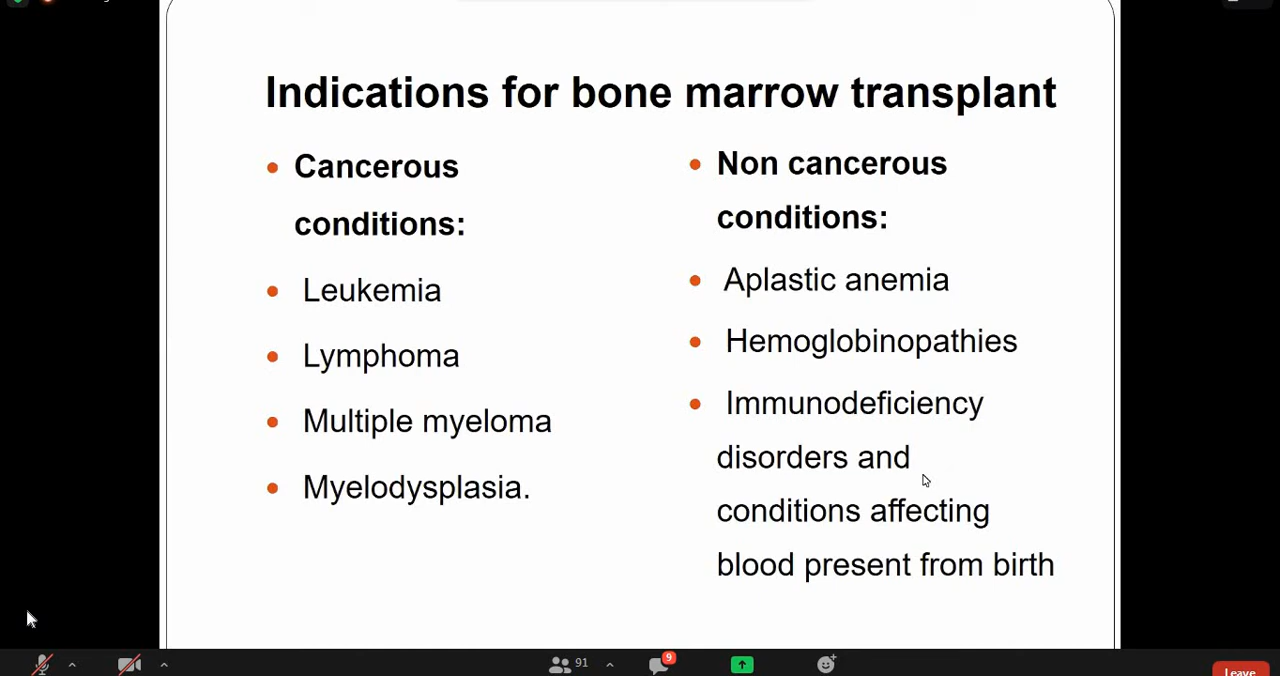 Indications for bone marrow transplant
• Cancerous
conditions:
• Leukemia
• Lymphoma
• Multiple myeloma
• Myelodysplasia.
• Non cancerous
conditions:
• Aplastic anemia
• Hemoglobinopathies
• Immunodeficiency
disorders and
conditions affecting
blood present from birth
91
9
Leave